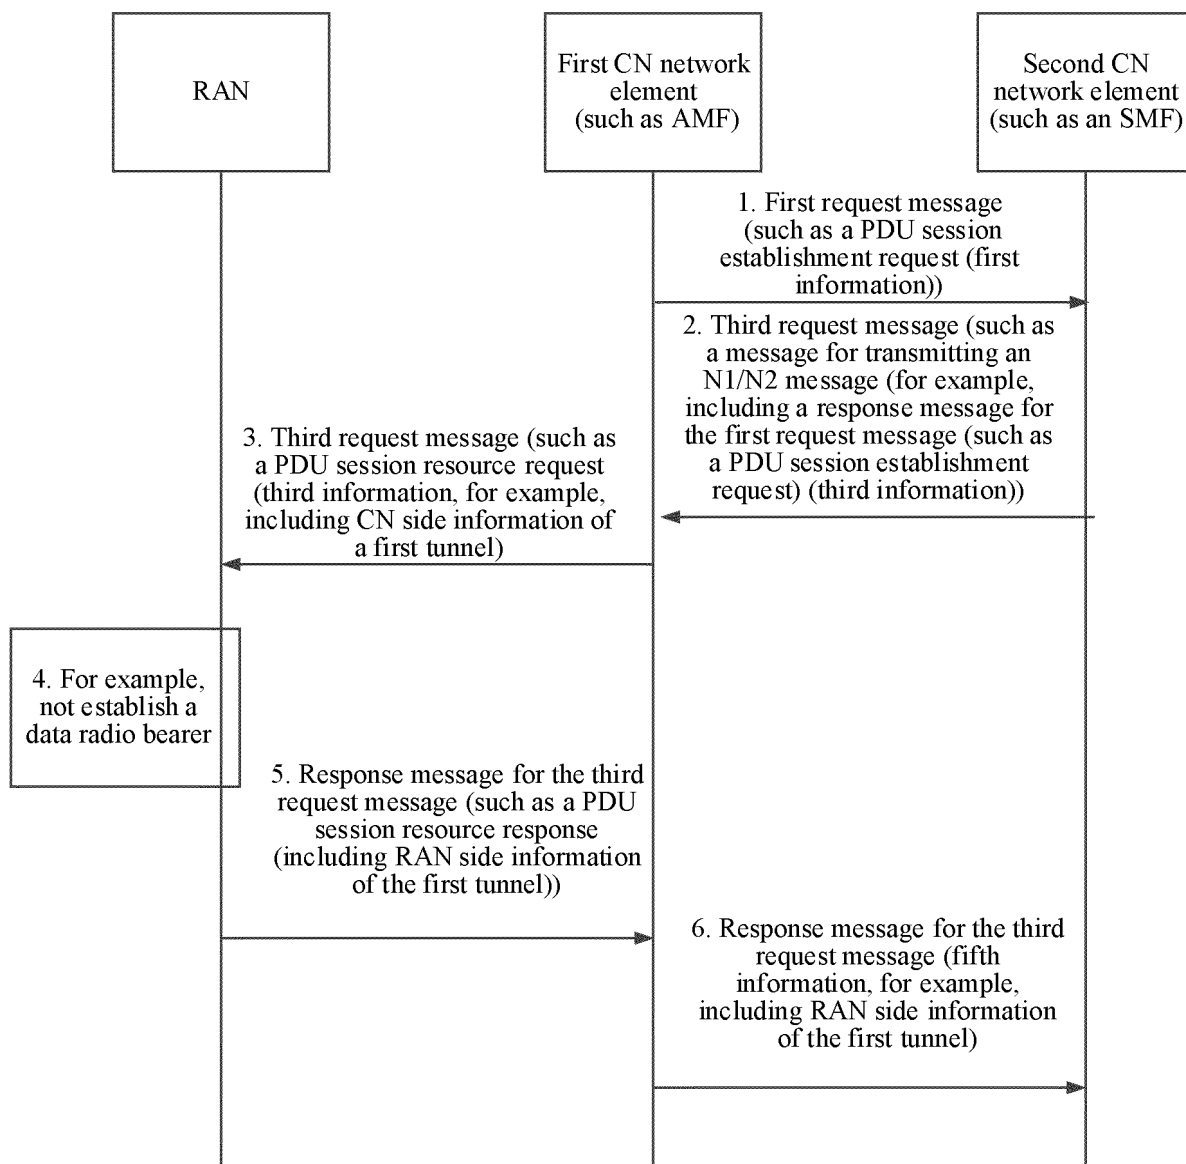 RAN
First CN network
element
(such as AMF)
Second CN
network element
(such as an SMF)
1. First request message
(such as a PDU session
establishment request (first
information))
2. Third request message (such as
a message for transmitting an
N1/N2 message (for example,
including a response message for
the first request message (such as
a PDU session establishment
request) (third information))
3. Third request message (such as
a PDU session resource request
(third information, for example,
including CN side information of
a first tunnel)
4. For example,
not establish a
data radio bearer
5. Response message for the third
request message (such as a PDU
session resource response
(including RAN side information
of the first tunnel))
6. Response message for the third
request message (fifth
information, for example,
including RAN side information
of the first tunnel)